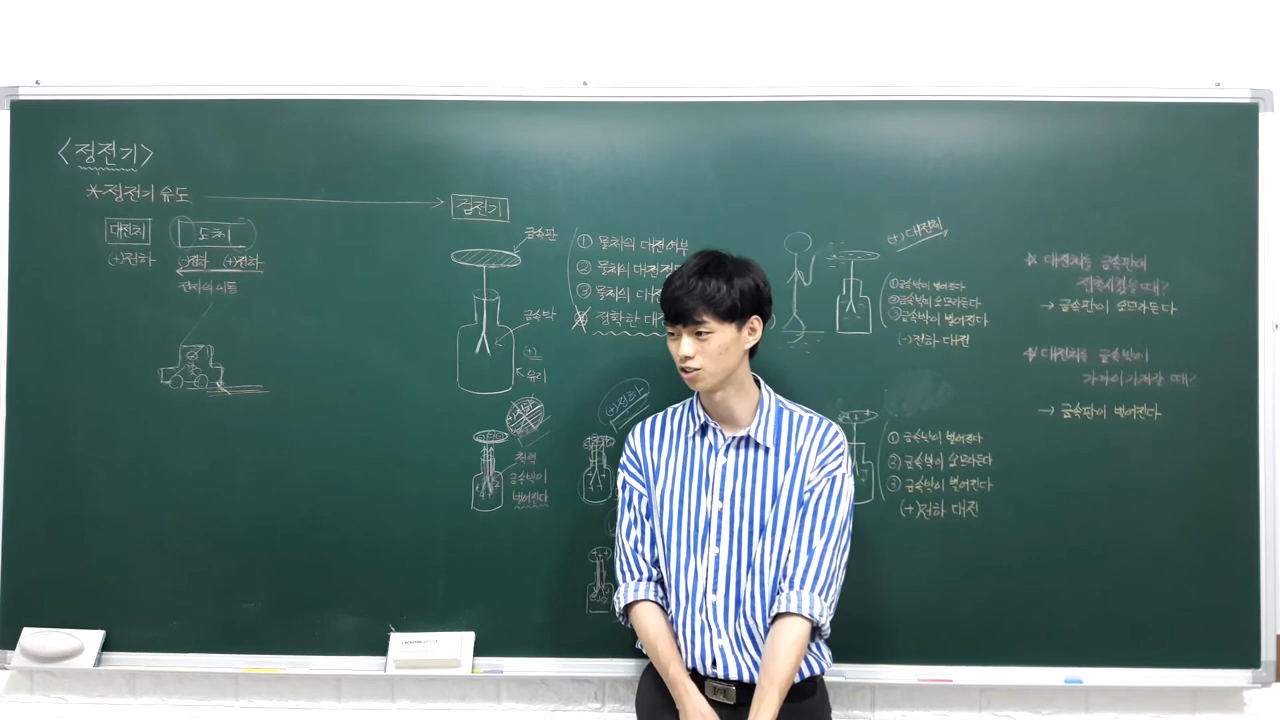 <정전기>
*정전기 유도
대전체 도체
(+)전하 (-)전하 (+)전하
전자의 이동
검전기
금속판
금속박
(+)
유리
① 물체의 대전여부
② 물체의 대전
③ 물체의 대
④ 정확한 대
척력
금속박이
벌어진다
(+)전하
(+)대전체
①금속박이 벌어진다
②금속박이 오므라든다
③금속박이 벌어진다
(-)전하 대전
① 금속박이 벌어진다
② 금속박이 오므라든다
③ 금속박이 벌어진다
(+)전하 대전
대전체를 금속판에
접촉시켰을 때?
→ 금속판이 오므라든다
대전체를 금속박이
가까이가져갈 때?
→ 금속판이 벌어진다